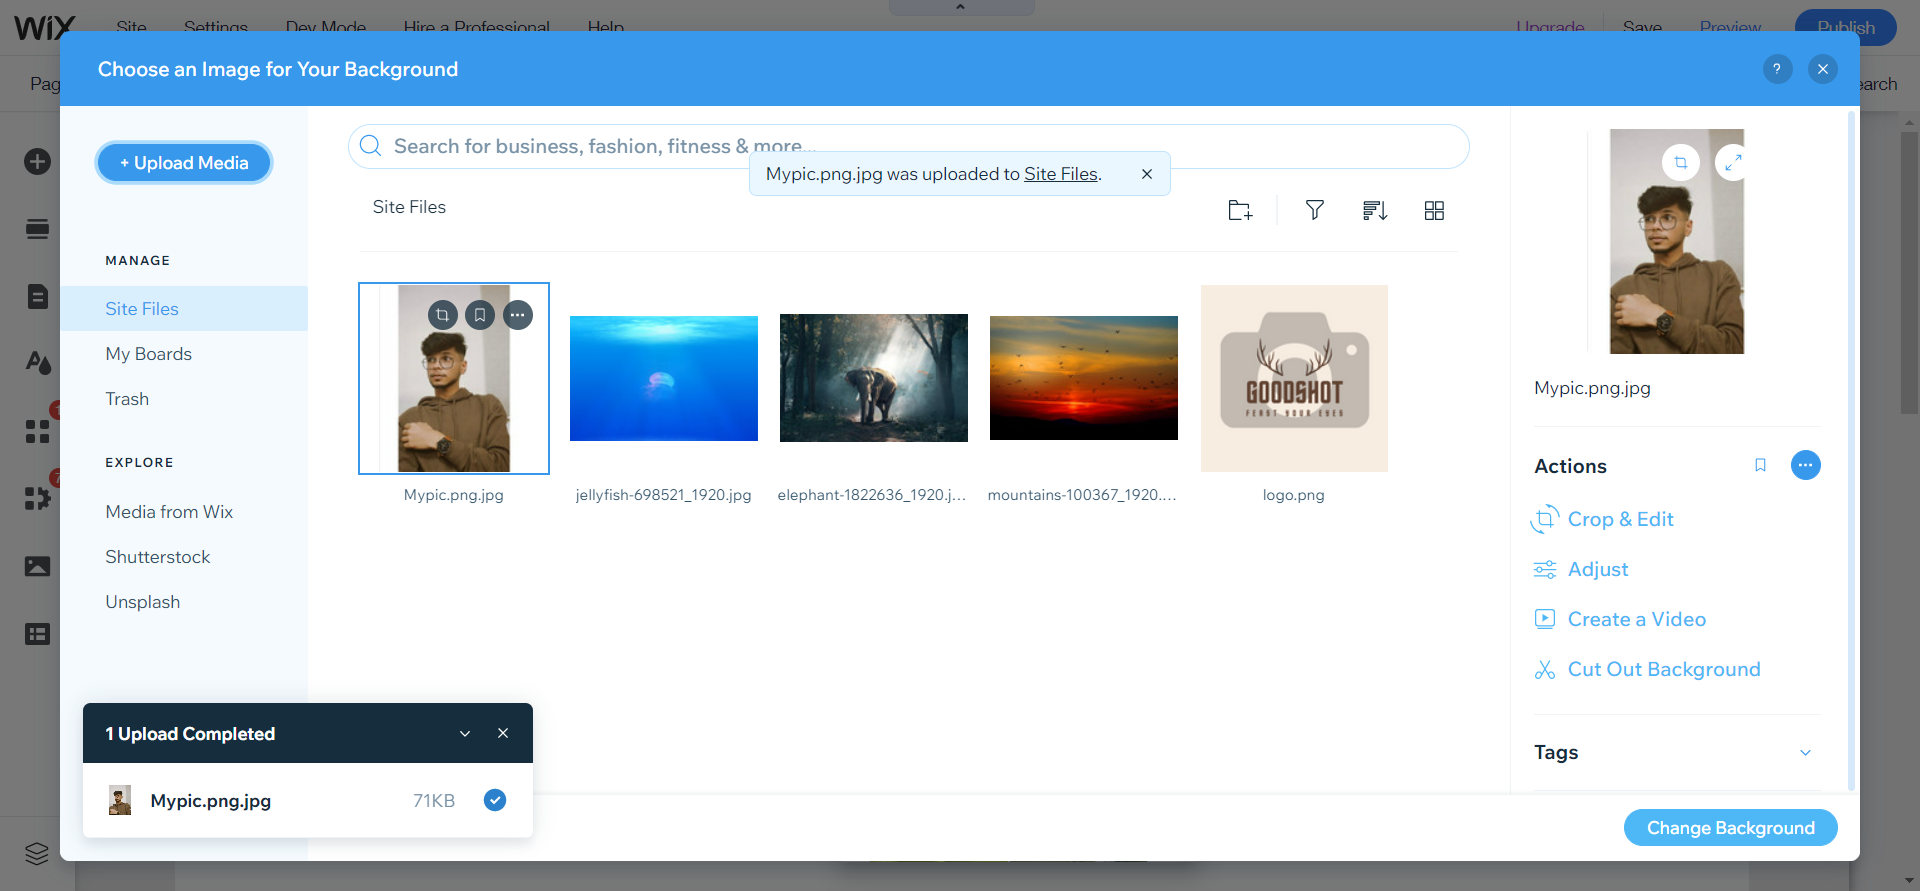 WiX Site Settings Dev Mode Hire a Professional Help Upgrade Save Preview Publish
Choose an Image for Your Background
?
Pag
earch
+ Upload Media
Search for business, fashion, fitness & more...
Mypic.png.jpg was uploaded to Site Files.
Site Files
MANAGE
Site Files
My Boards
Trash
EXPLORE
Media from Wix
Shutterstock
Unsplash
GOODSHOT
FEAST YOUR EYES
Mypic.png.jpg
jellyfish-698521_1920.jpg
elephant-1822636_1920.j...
mountains-100367_1920....
logo.png
Mypic.png.jpg
Actions
Crop & Edit
Adjust
Create a Video
Cut Out Background
Tags
1 Upload Completed
Mypic.png.jpg 71KB
Change Background